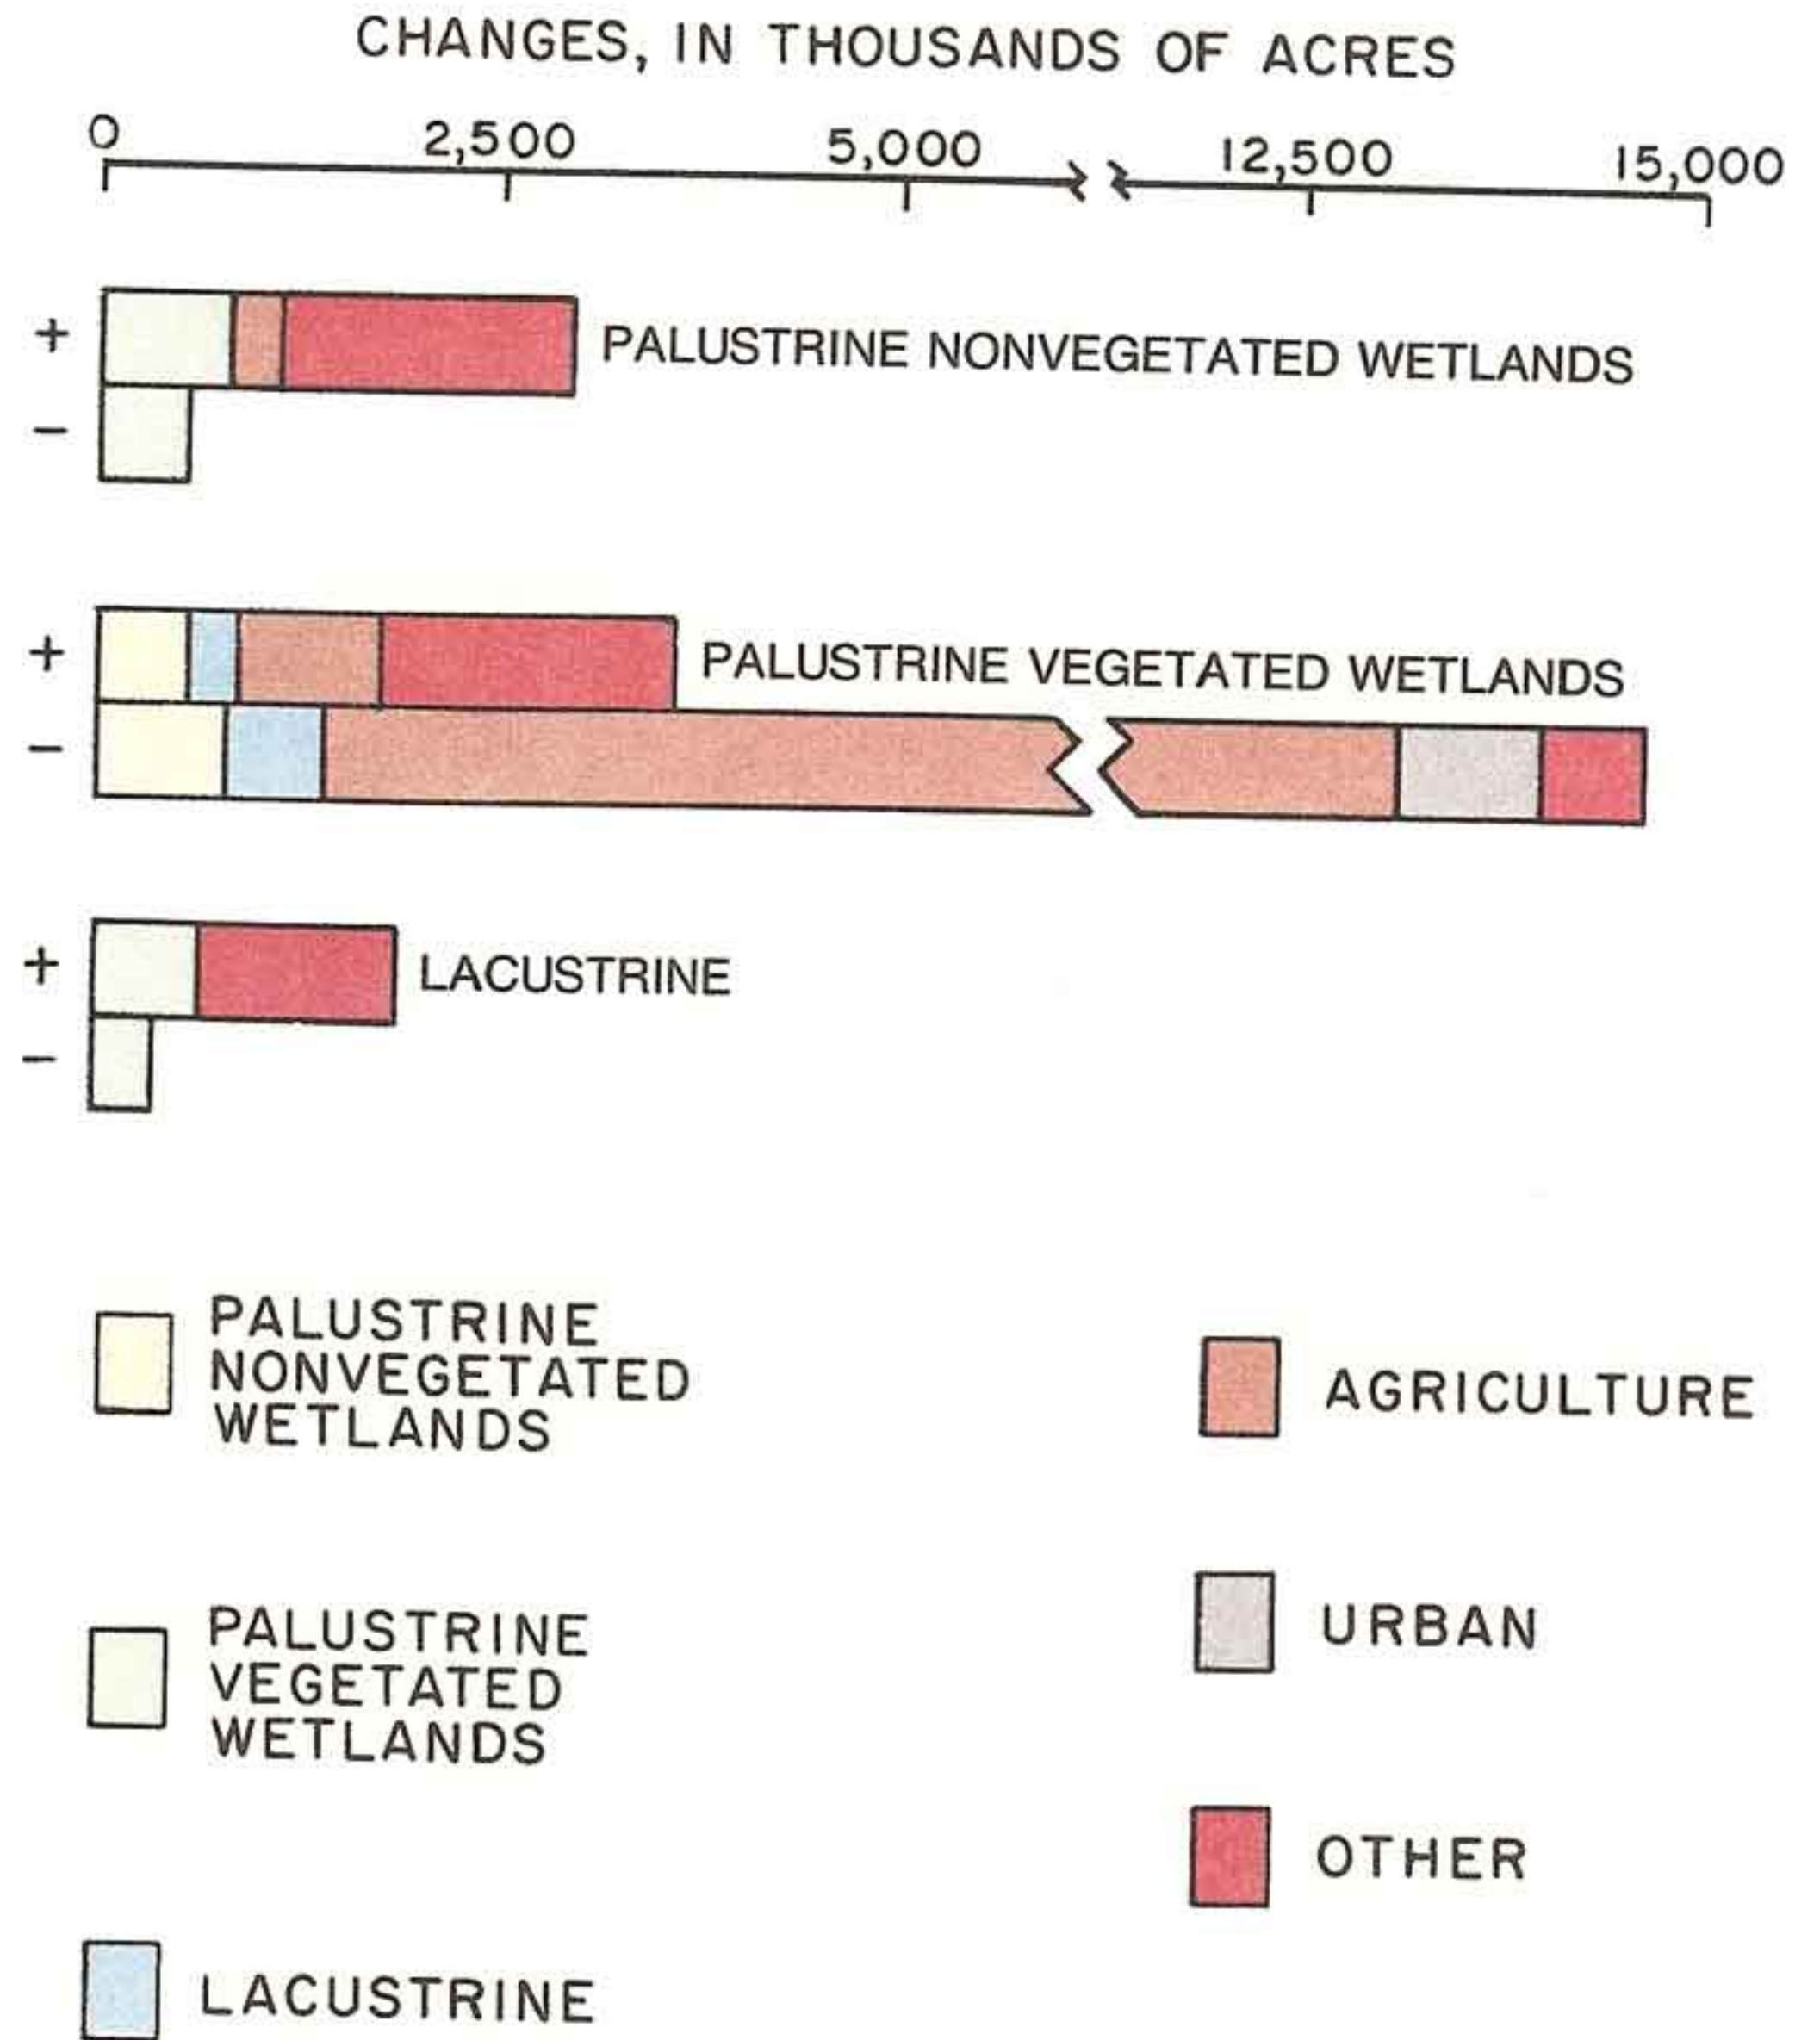 CHANGES, IN THOUSANDS OF ACRES
0 2,500 5,000 12,500 15,000
+ PALUSTRINE NONVEGETATED WETLANDS
−
+ PALUSTRINE VEGETATED WETLANDS
−
+ LACUSTRINE
−
PALUSTRINE
NONVEGETATED
WETLANDS
AGRICULTURE
PALUSTRINE
VEGETATED
WETLANDS
URBAN
OTHER
LACUSTRINE